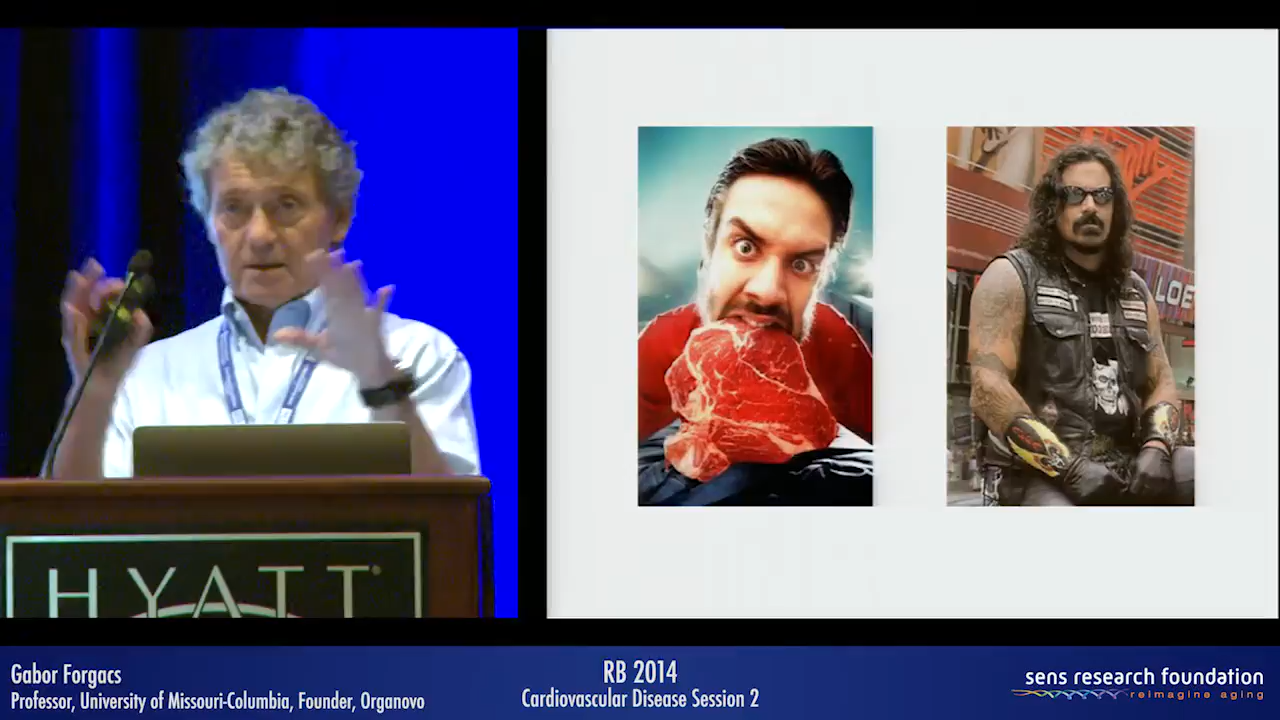 LOE
HYATT
Gabor Forgacs
Professor, University of Missouri-Columbia, Founder, Organovo
RB 2014
Cardiovascular Disease Session 2
sens research foundation
reimagine aging